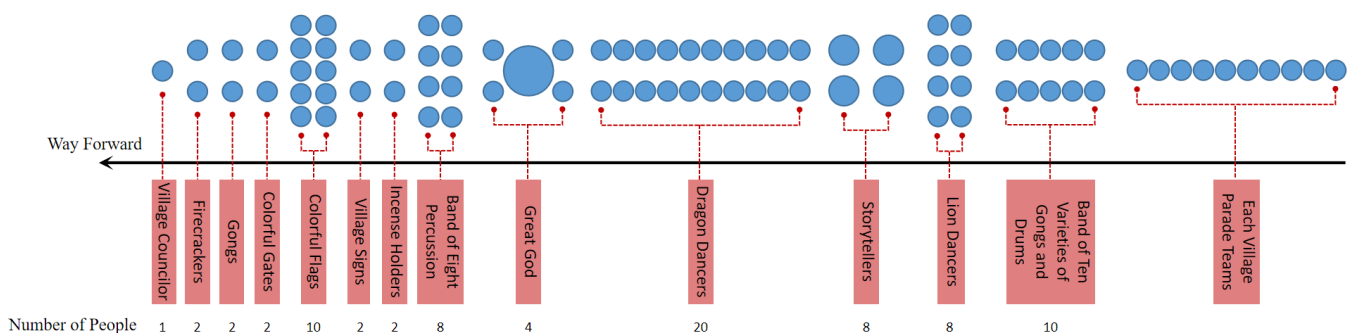 Way Forward
Village Councilor
Firecrackers
Gongs
Colorful Gates
Colorful Flags
Village Signs
Incense Holders
Band of Eight
Percussion
Great God
Dragon Dancers
Storytellers
Lion Dancers
Band of Ten
Varieties of
Gongs and
Drums
Each Village
Parade Teams
Number of People 1 2 2 2 10 2 2 8 4 20 8 8 10